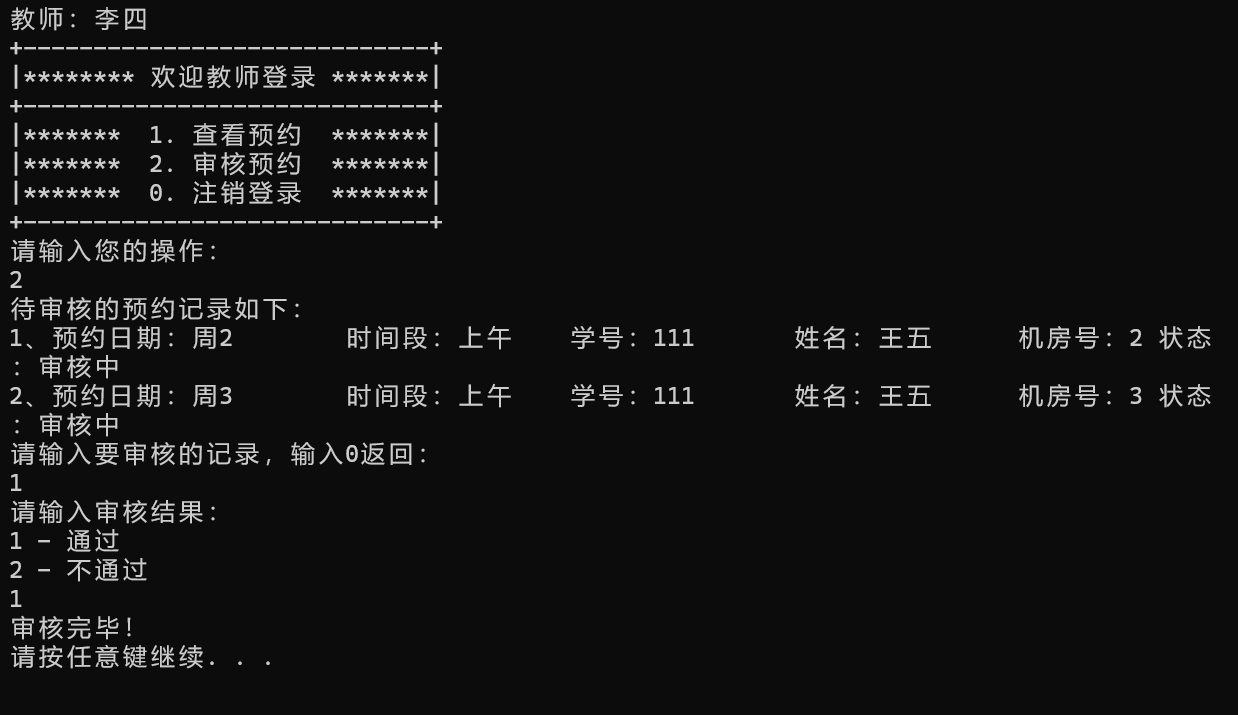 教师：李四
+-----------------------------+
|******** 欢迎教师登录 *******|
+-----------------------------+
|*******  1. 查看预约  *******|
|*******  2. 审核预约  *******|
|*******  0. 注销登录  *******|
+-----------------------------+
请输入您的操作：
2
待审核的预约记录如下：
1、预约日期：周2        时间段：上午    学号：111       姓名：王五      机房号：2 状态
：审核中
2、预约日期：周3        时间段：上午    学号：111       姓名：王五      机房号：3 状态
：审核中
请输入要审核的记录，输入0返回：
1
请输入审核结果：
1 - 通过
2 - 不通过
1
审核完毕！
请按任意键继续. . .